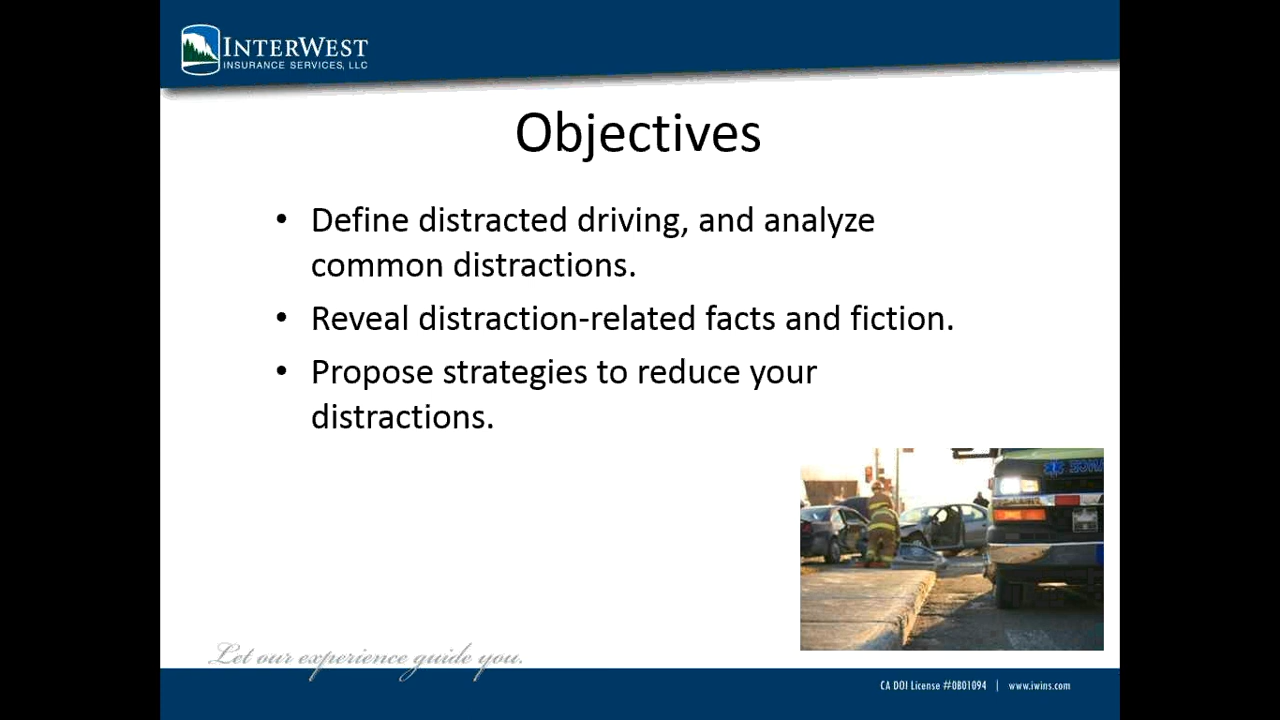 INTERWEST
INSURANCE SERVICES, LLC
Objectives
• Define distracted driving, and analyze
common distractions.
• Reveal distraction-related facts and fiction.
• Propose strategies to reduce your
distractions.
Let our experience guide you.
CA DOI License #0B01094 | www.iwins.com